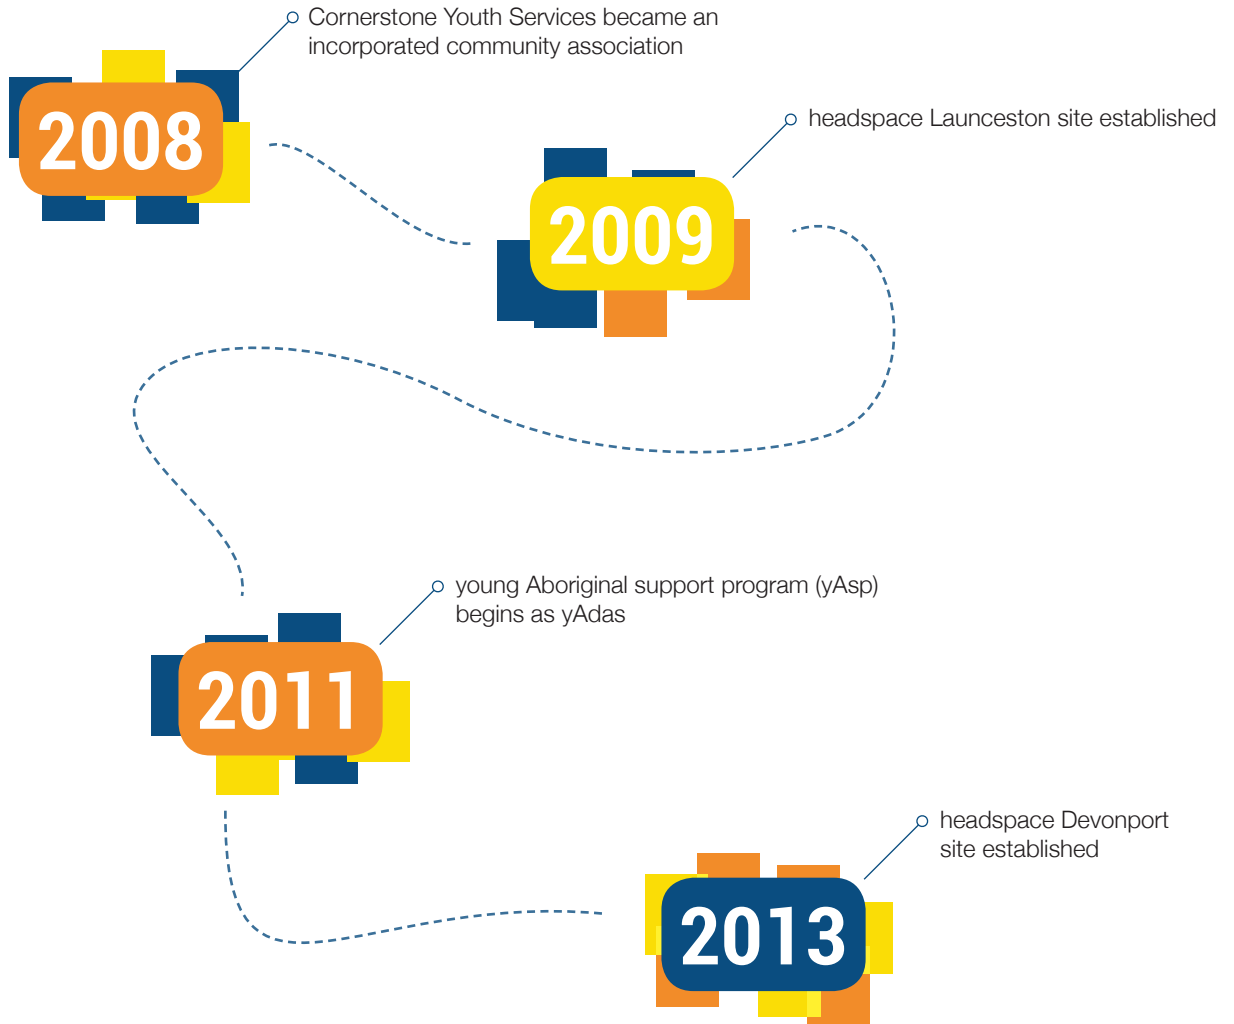 Cornerstone Youth Services became an
incorporated community association
2008
headspace Launceston site established
2009
young Aboriginal support program (yAsp)
begins as yAdas
2011
headspace Devonport
site established
2013